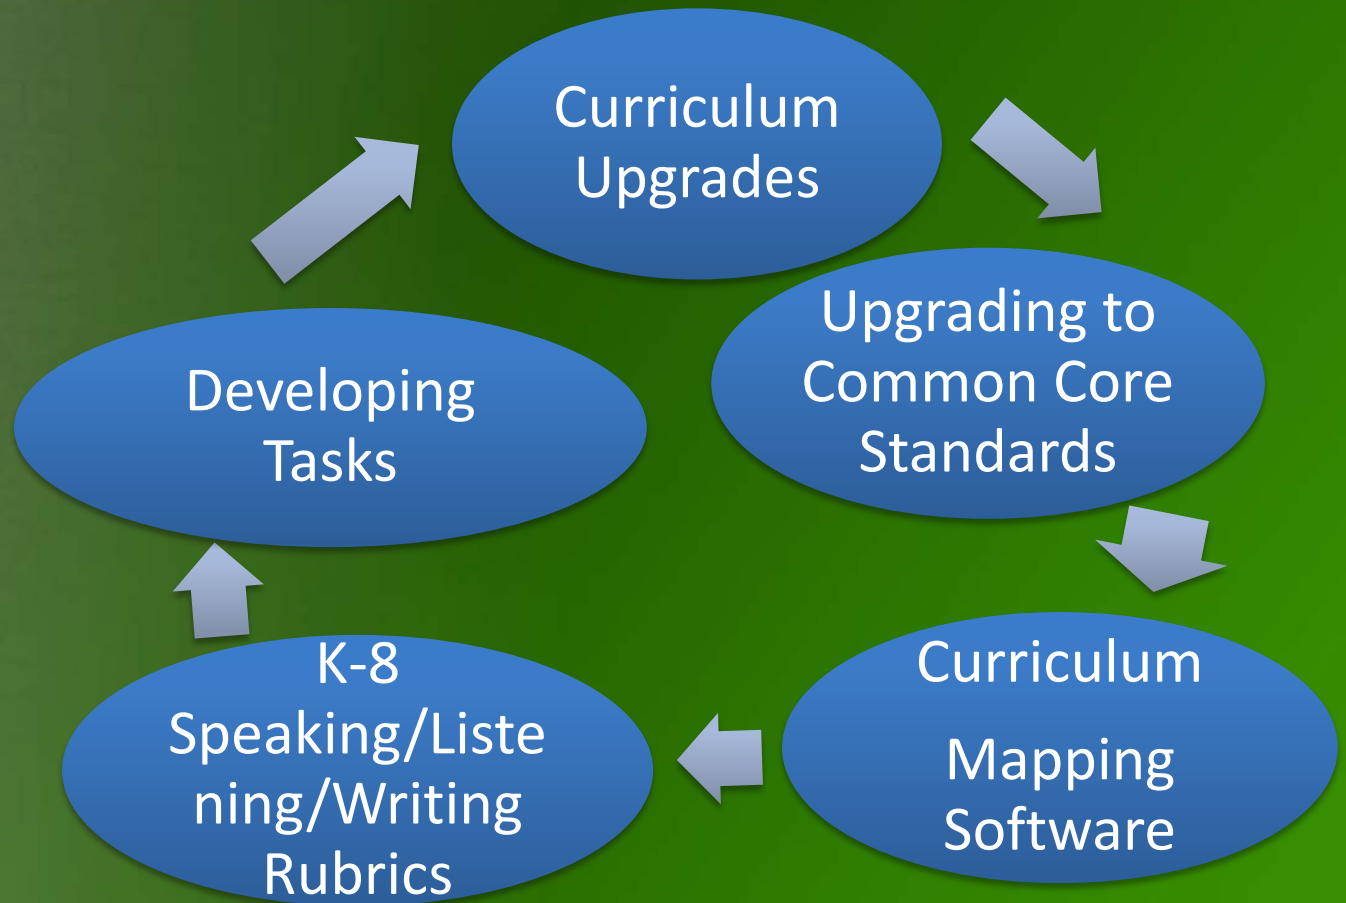 Curriculum
Upgrades
Upgrading to
Common Core
Standards
Curriculum
Mapping
Software
K-8
Speaking/Liste
ning/Writing
Rubrics
Developing
Tasks